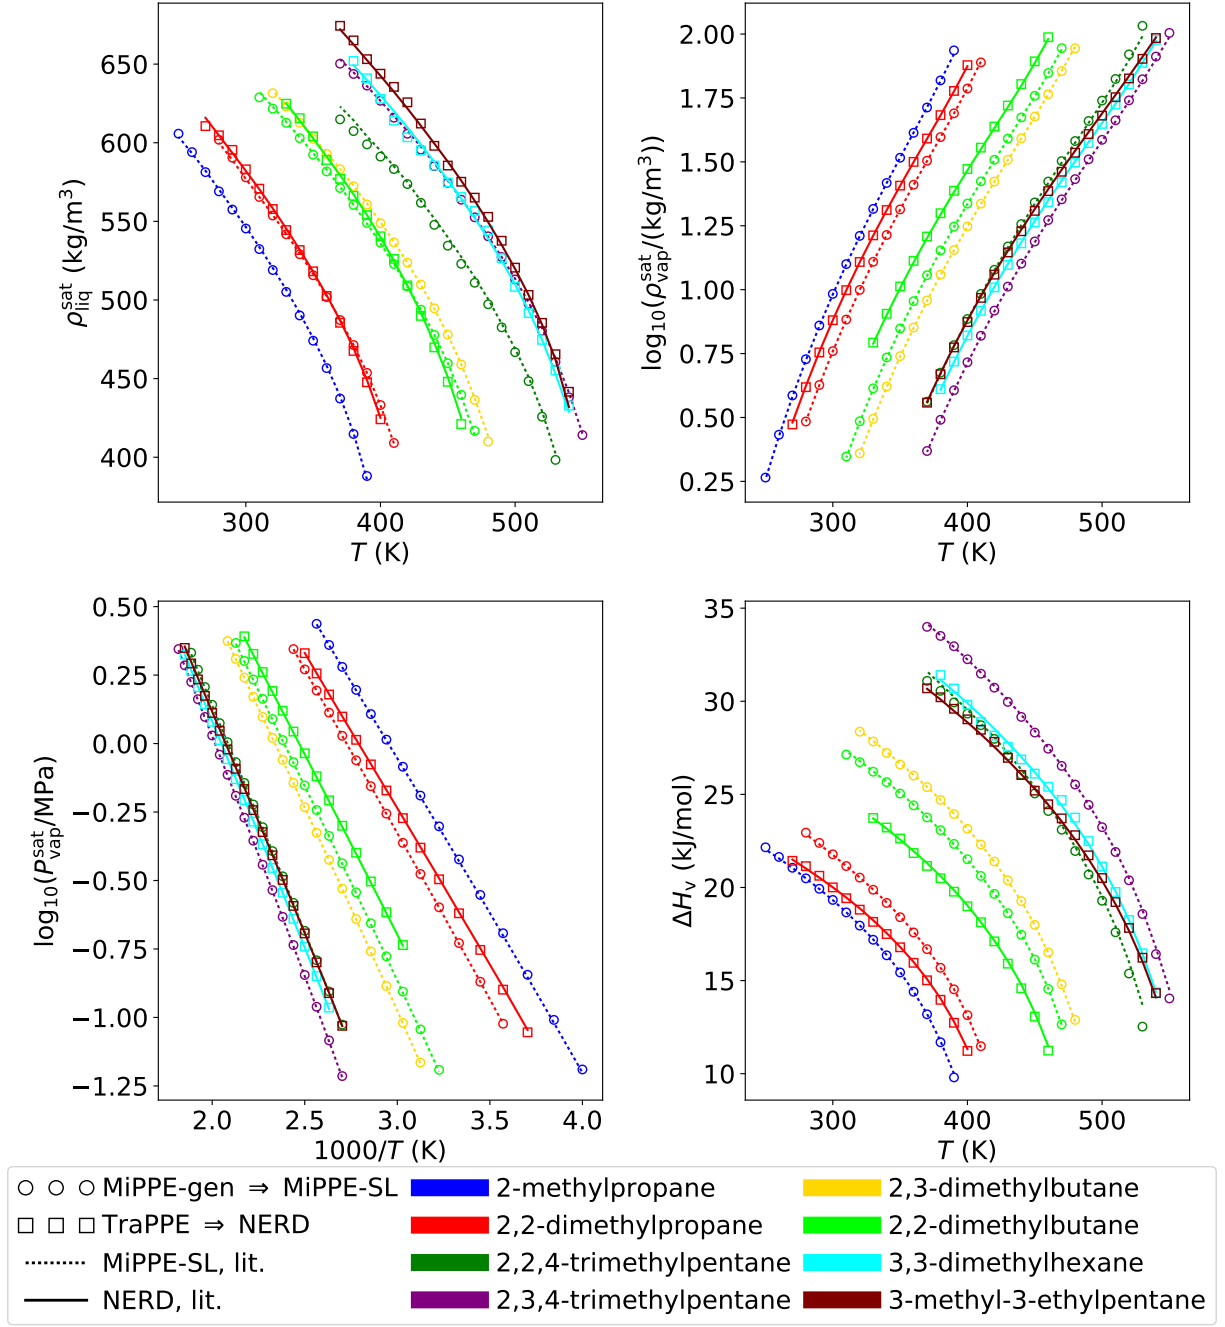 650
600
550
500
450
400
ρ_liq^sat (kg/m³)
300 400 500
T (K)
2.00
1.75
1.50
1.25
1.00
0.75
0.50
0.25
log₁₀(ρ_vap^sat/(kg/m³))
300 400 500
T (K)
0.50
0.25
0.00
−0.25
−0.50
−0.75
−1.00
−1.25
log₁₀(P_vap^sat/MPa)
2.0 2.5 3.0 3.5 4.0
1000/T (K)
35
30
25
20
15
10
ΔH_v (kJ/mol)
300 400 500
T (K)
MiPPE-gen ⇒ MiPPE-SL
TraPPE ⇒ NERD
MiPPE-SL, lit.
NERD, lit.
2-methylpropane
2,2-dimethylpropane
2,2,4-trimethylpentane
2,3,4-trimethylpentane
2,3-dimethylbutane
2,2-dimethylbutane
3,3-dimethylhexane
3-methyl-3-ethylpentane